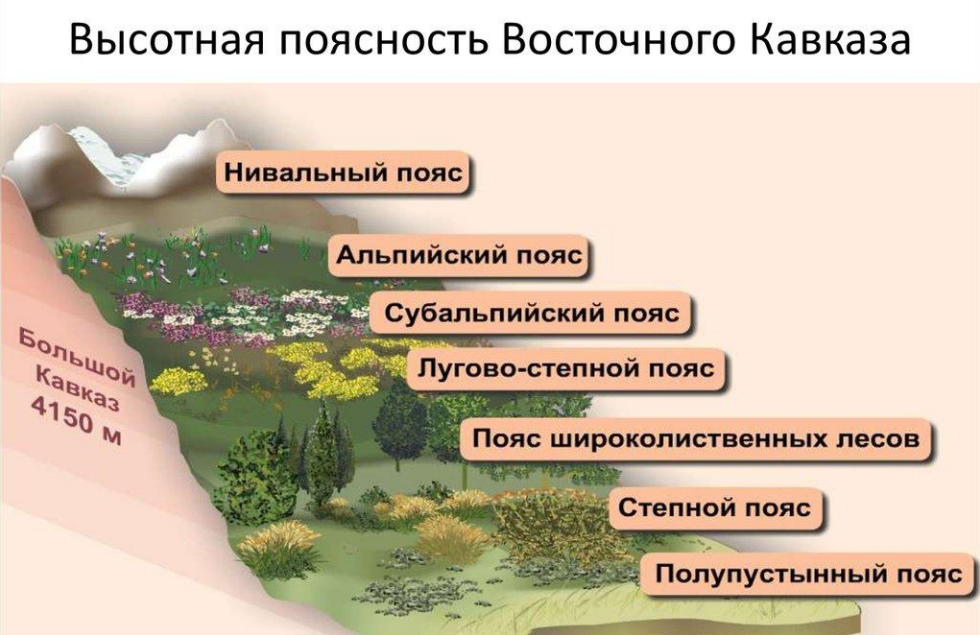 Высотная поясность Восточного Кавказа
Нивальный пояс
Альпийский пояс
Субальпийский пояс
Лугово-степной пояс
Большой
Кавказ
4150 м
Пояс широколиственных лесов
Степной пояс
Полупустынный пояс